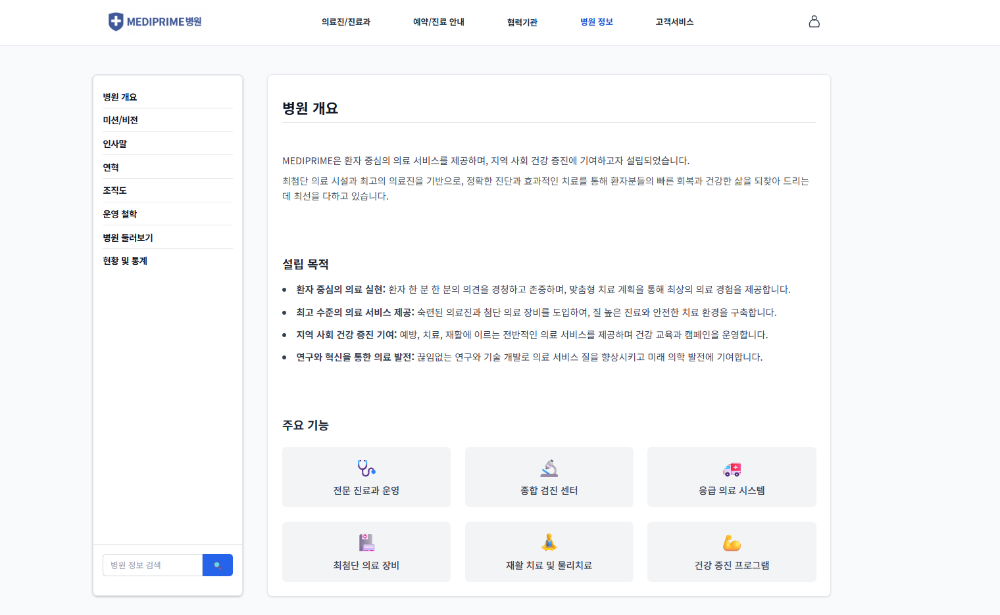 MEDIPRIME병원
의료진/진료과
예약/진료 안내
협력기관
병원 정보
고객서비스
병원 개요
미션/비전
인사말
연혁
조직도
운영 철학
병원 둘러보기
현황 및 통계
병원 정보 검색
병원 개요
MEDIPRIME은 환자 중심의 의료 서비스를 제공하며, 지역 사회 건강 증진에 기여하고자 설립되었습니다.
최첨단 의료 시설과 최고의 의료진을 기반으로, 정확한 진단과 효과적인 치료를 통해 환자분들의 빠른 회복과 건강한 삶을 되찾아 드리는
데 최선을 다하고 있습니다.
설립 목적
환자 중심의 의료 실현: 환자 한 분 한 분의 의견을 경청하고 존중하며, 맞춤형 치료 계획을 통해 최상의 의료 경험을 제공합니다.
최고 수준의 의료 서비스 제공: 숙련된 의료진과 첨단 의료 장비를 도입하여, 질 높은 진료와 안전한 치료 환경을 구축합니다.
지역 사회 건강 증진 기여: 예방, 치료, 재활에 이르는 전반적인 의료 서비스를 제공하며 건강 교육과 캠페인을 운영합니다.
연구와 혁신을 통한 의료 발전: 끊임없는 연구와 기술 개발로 의료 서비스 질을 향상시키고 미래 의학 발전에 기여합니다.
주요 기능
전문 진료과 운영
종합 검진 센터
응급 의료 시스템
최첨단 의료 장비
재활 치료 및 물리치료
건강 증진 프로그램